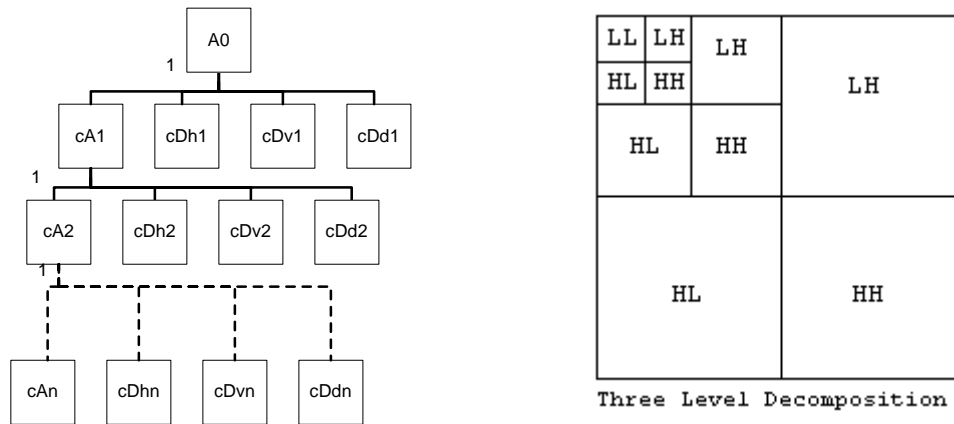 A0
1
cA1 cDh1 cDv1 cDd1
1
cA2 cDh2 cDv2 cDd2
1
cAn cDhn cDvn cDdn
LL LH LH
HL HH
LH
HL HH
HL HH
Three Level Decomposition